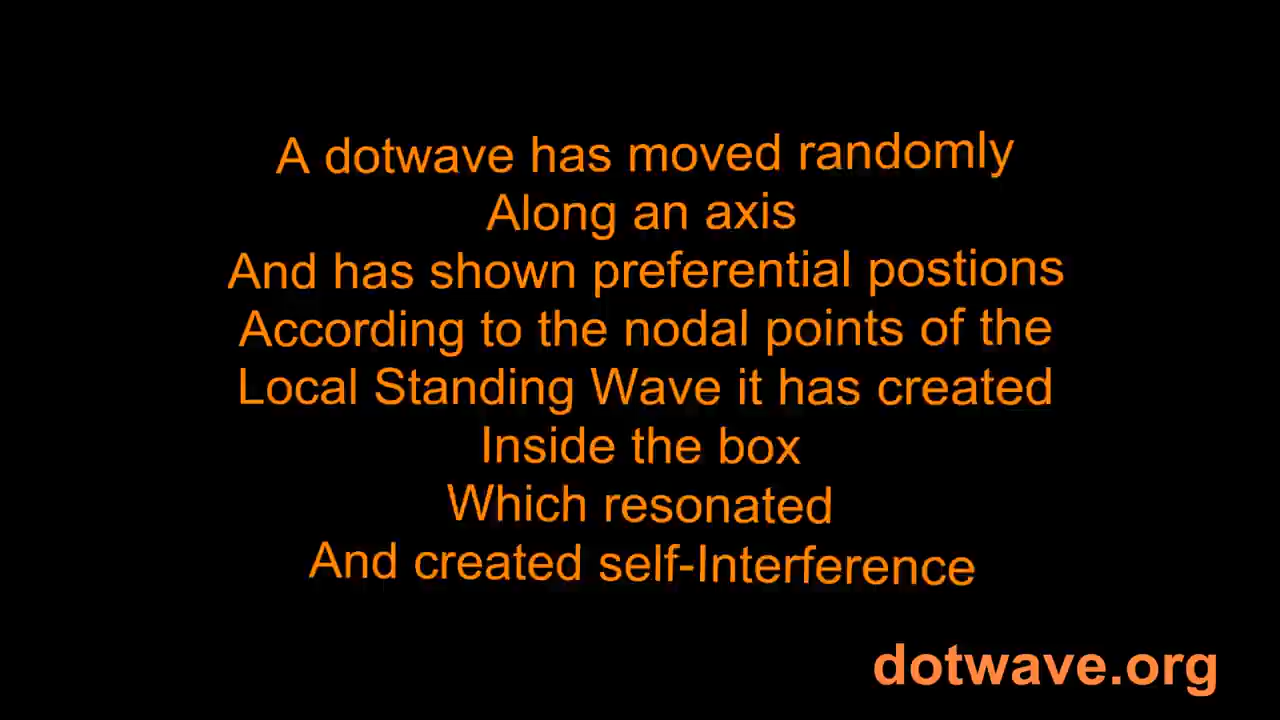 A dotwave has moved randomly
Along an axis
And has shown preferential postions
According to the nodal points of the
Local Standing Wave it has created
Inside the box
Which resonated
And created self-Interference
dotwave.org